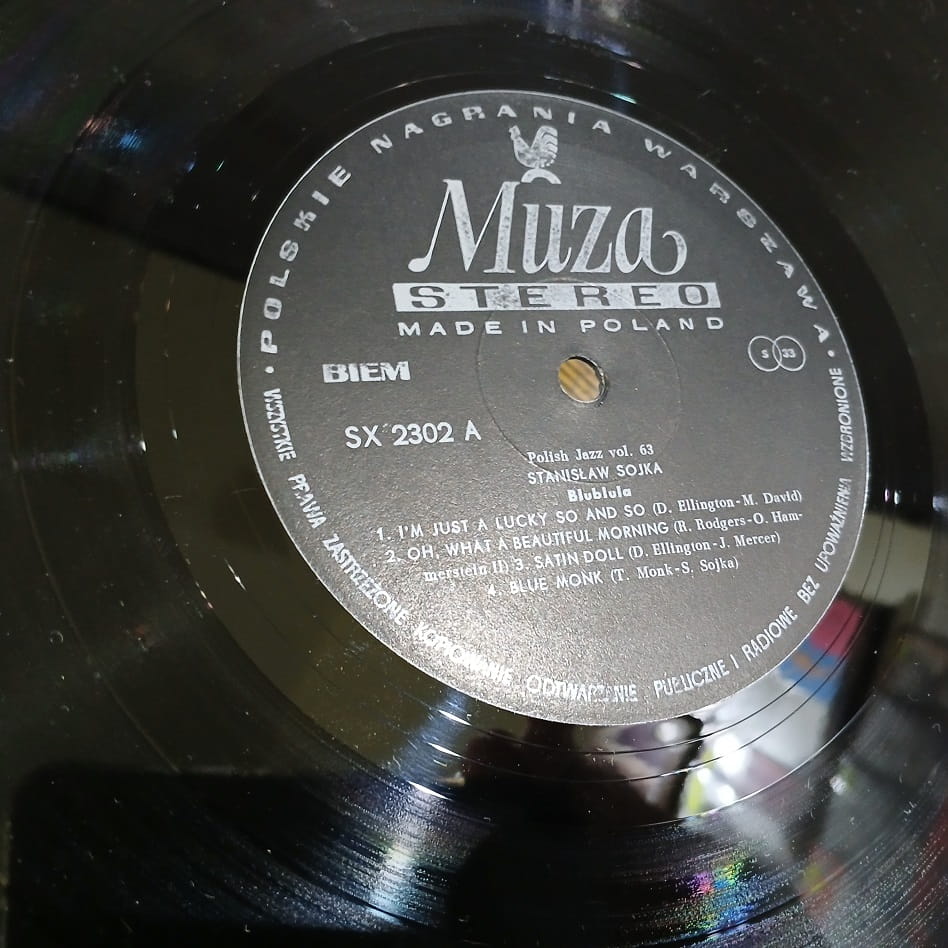 POLSKIE NAGRANIA WARSZAWA
Muza
STEREO
MADE IN POLAND
BIEM
S 33
SX 2302 A
Polish Jazz vol. 63
STANISŁAW SOJKA
Blublula
1. I'M JUST A LUCKY SO AND SO (D. Ellington-M. David)
2. OH, WHAT A BEAUTIFUL MORNING (R. Rodgers-O. Ham-
merstein II) 3. SATIN DOLL (D. Ellington-J. Mercer)
4. BLUE MONK (T. Monk-S. Sojka)
WSZYSTKIE PRAWA ZASTRZEŻONE KOPIOWANIE ODTWARZANIE PUBLICZNE I RADIOWE BEZ UPOWAŻNIENIA WZBRONIONE